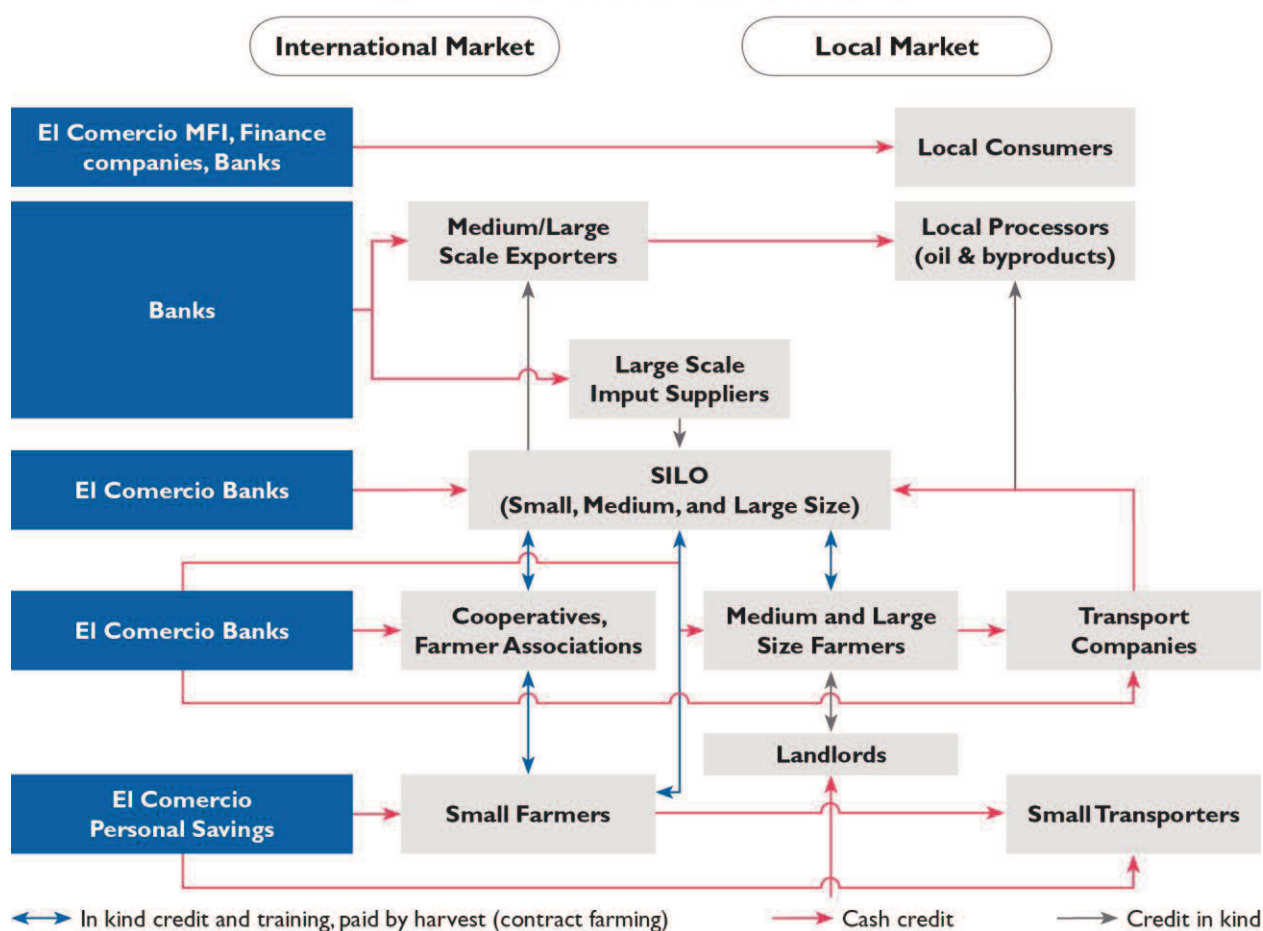 International Market
Local Market
El Comercio MFI, Finance
companies, Banks
Local Consumers
Banks
Medium/Large
Scale Exporters
Local Processors
(oil & byproducts)
Large Scale
Imput Suppliers
El Comercio Banks
SILO
(Small, Medium, and Large Size)
El Comercio Banks
Cooperatives,
Farmer Associations
Medium and Large
Size Farmers
Transport
Companies
Landlords
El Comercio
Personal Savings
Small Farmers
Small Transporters
In kind credit and training, paid by harvest (contract farming)
Cash credit
Credit in kind